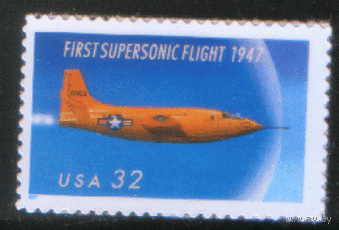 FIRST SUPERSONIC FLIGHT 1947
USA 32